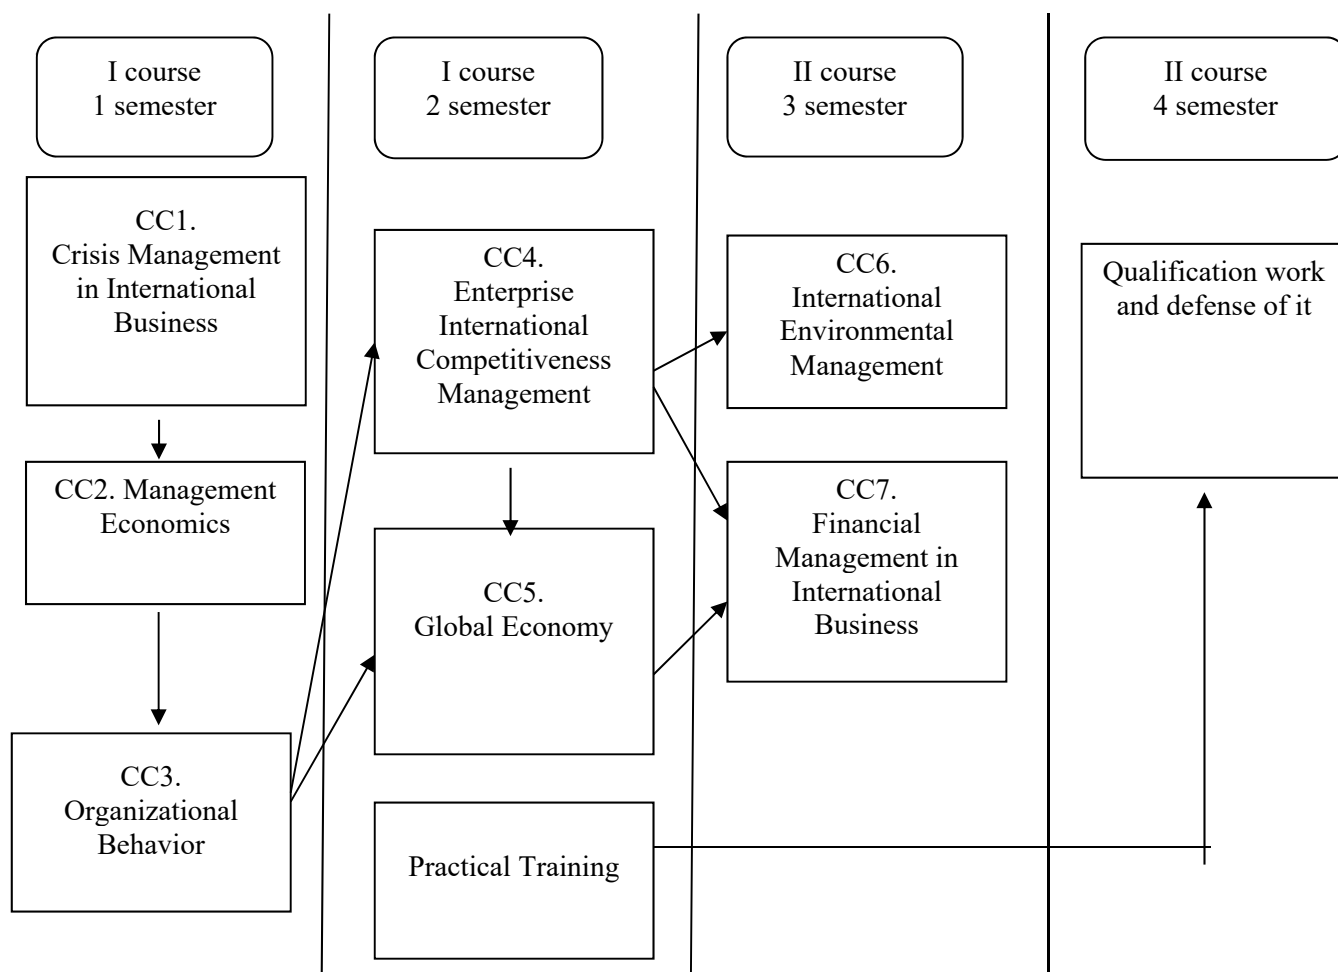 I course
1 semester
I course
2 semester
II course
3 semester
II course
4 semester
CC1.
Crisis Management
in International
Business
CC2. Management
Economics
CC3.
Organizational
Behavior
CC4.
Enterprise
International
Competitiveness
Management
CC5.
Global Economy
Practical Training
CC6.
International
Environmental
Management
CC7.
Financial
Management in
International
Business
Qualification work
and defense of it